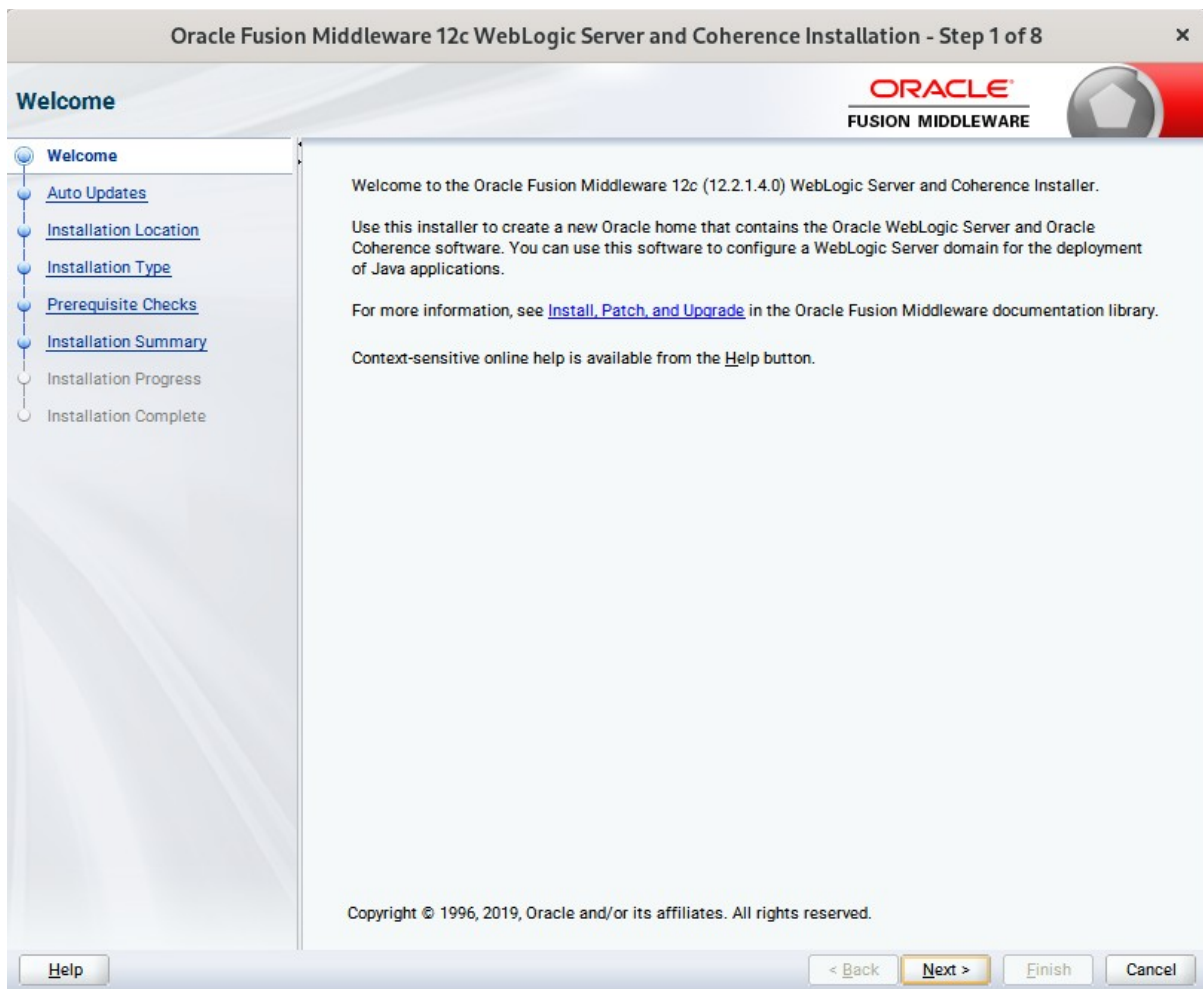 Oracle Fusion Middleware 12c WebLogic Server and Coherence Installation - Step 1 of 8
×
Welcome
ORACLE®
FUSION MIDDLEWARE
Welcome
Auto Updates
Installation Location
Installation Type
Prerequisite Checks
Installation Summary
Installation Progress
Installation Complete
Welcome to the Oracle Fusion Middleware 12c (12.2.1.4.0) WebLogic Server and Coherence Installer.
Use this installer to create a new Oracle home that contains the Oracle WebLogic Server and Oracle
Coherence software. You can use this software to configure a WebLogic Server domain for the deployment
of Java applications.
For more information, see Install, Patch, and Upgrade in the Oracle Fusion Middleware documentation library.
Context-sensitive online help is available from the Help button.
Copyright © 1996, 2019, Oracle and/or its affiliates. All rights reserved.
Help
< Back
Next >
Finish
Cancel